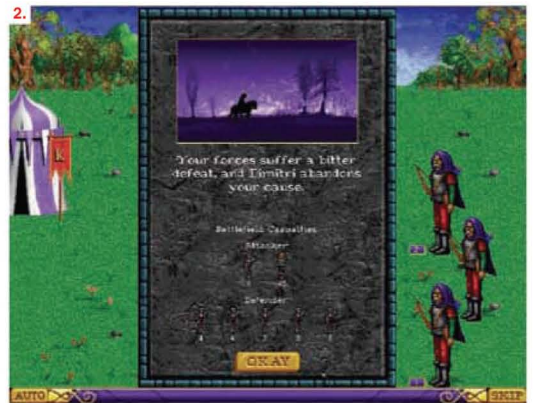 2.
Your forces suffer a bitter
defeat, and Dimitri abandons
your cause.
Battlefield Casualties
Attacker
Defender
OKAY
AUTO
SKIP